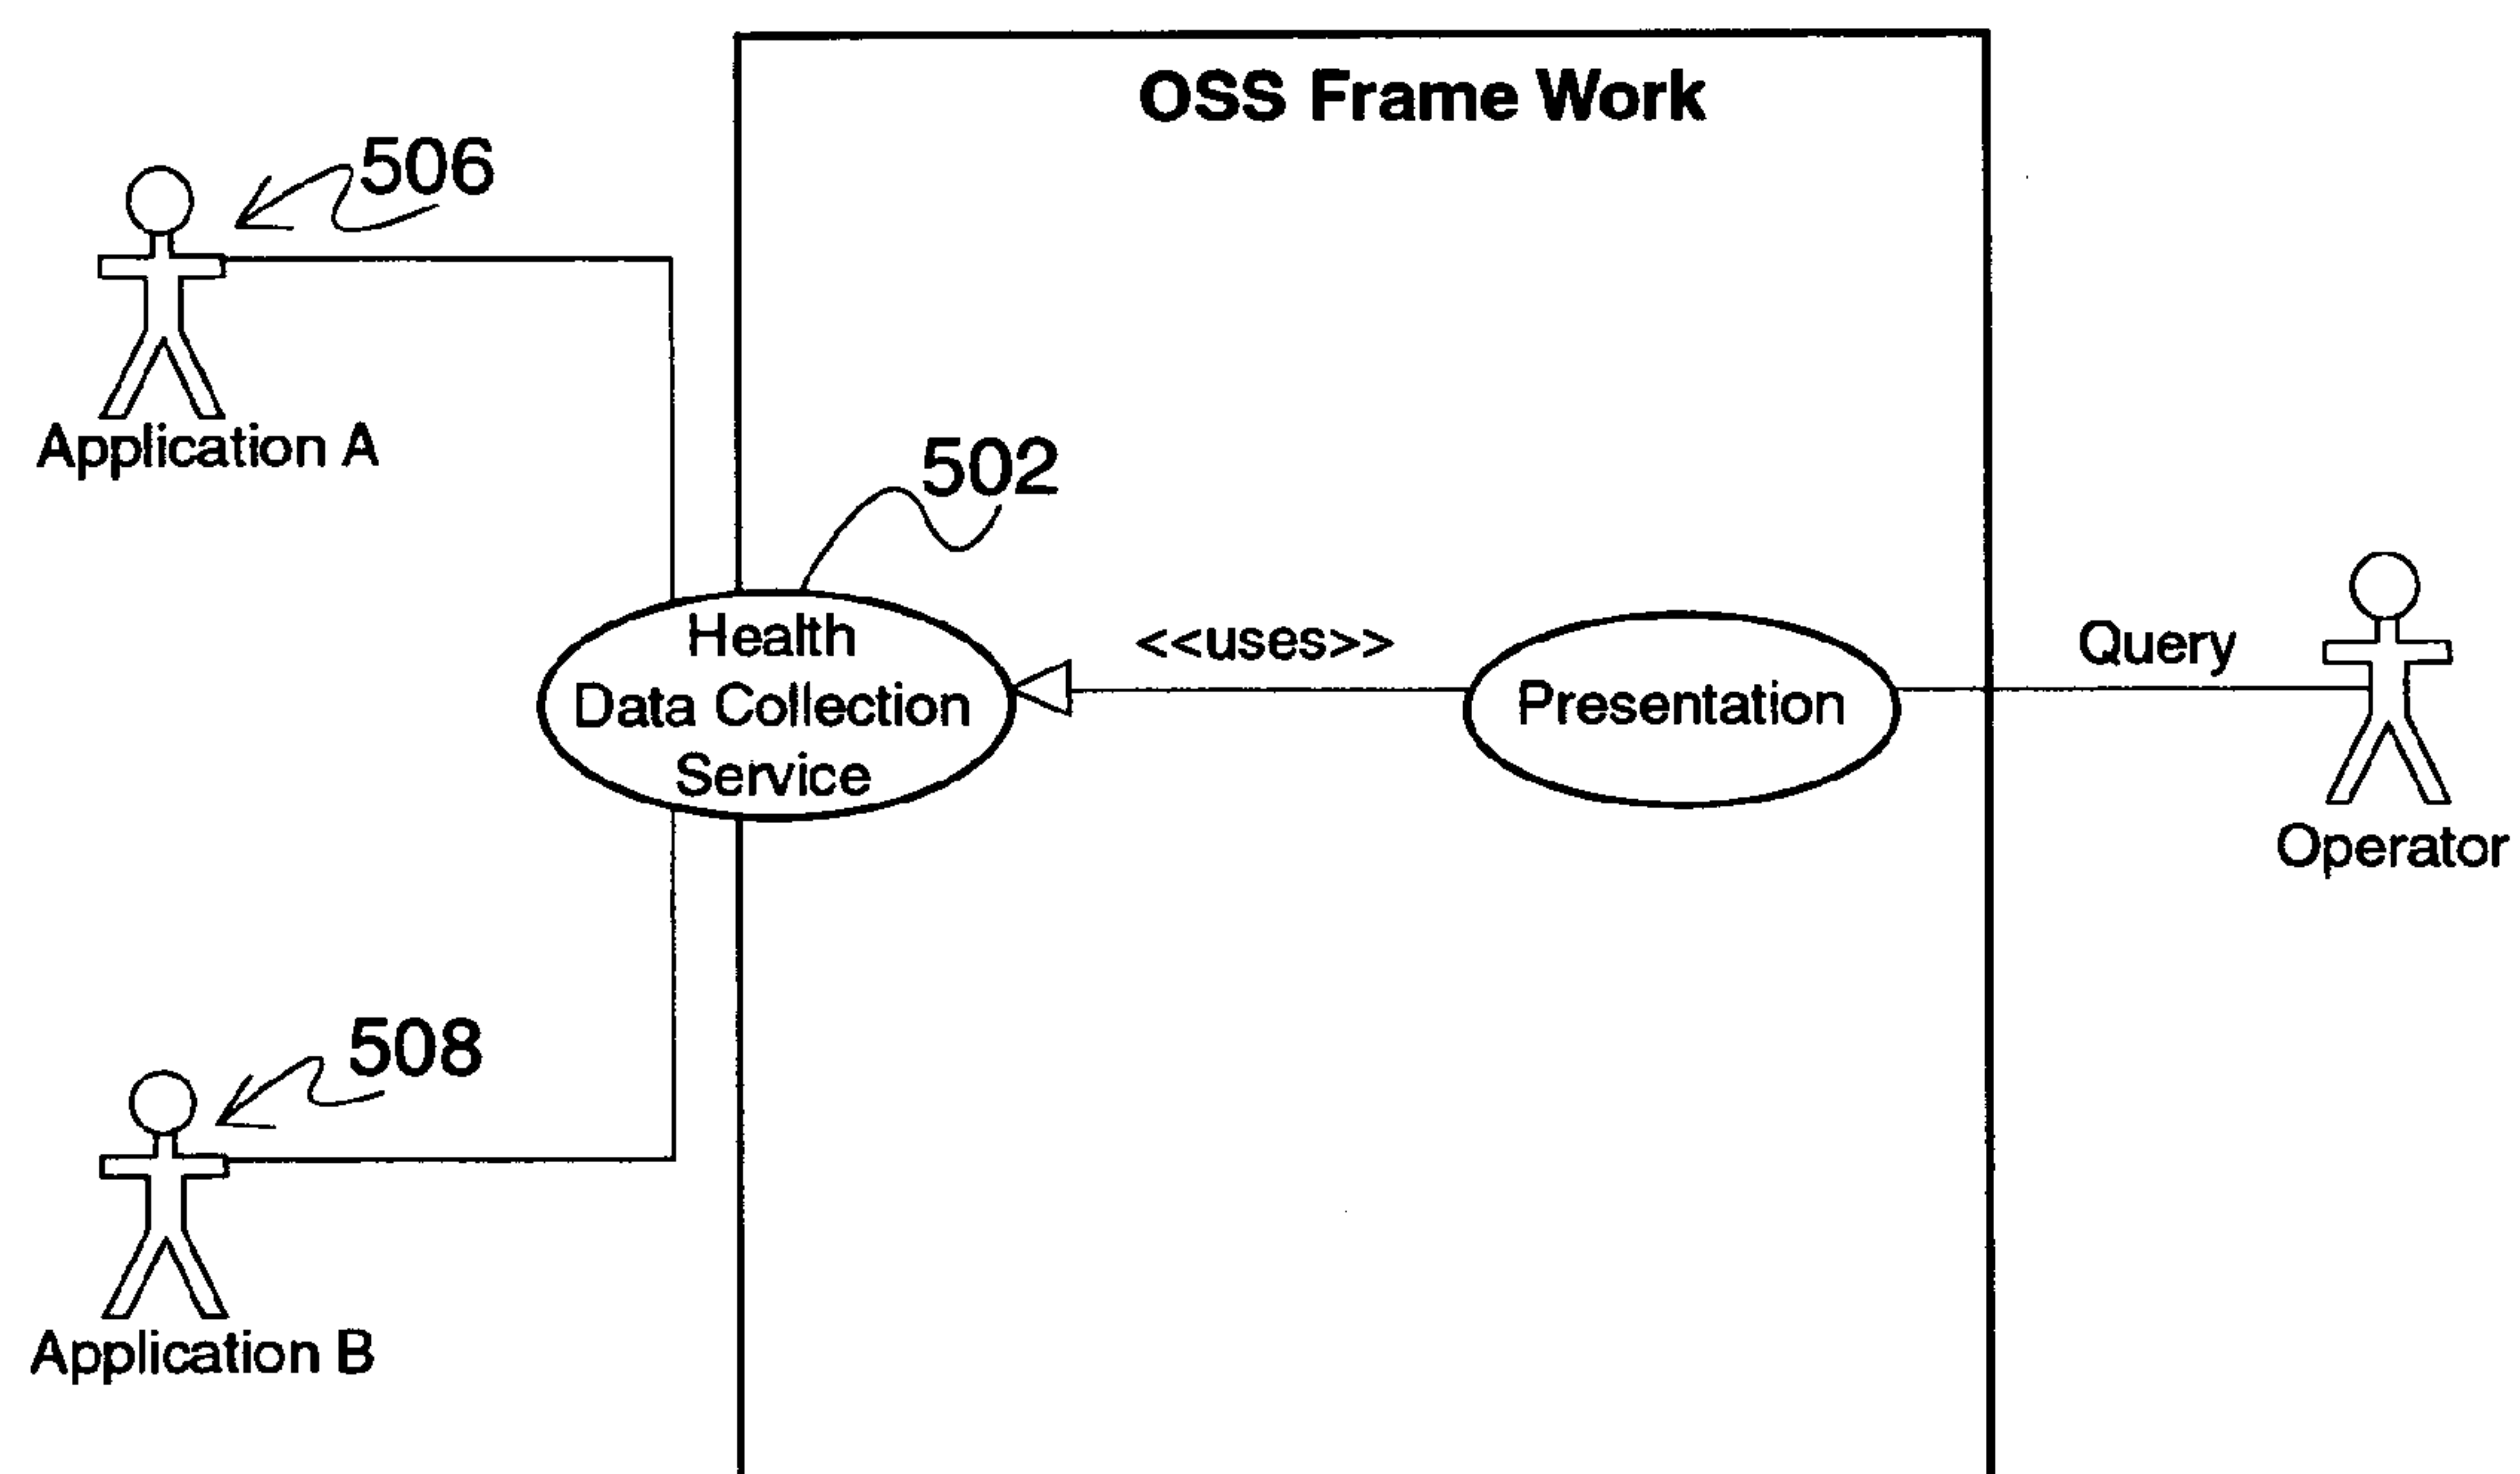 OSS Frame Work
506
Application A
502
Health
Data Collection
Service
<<uses>>
Presentation
Query
Operator
508
Application B